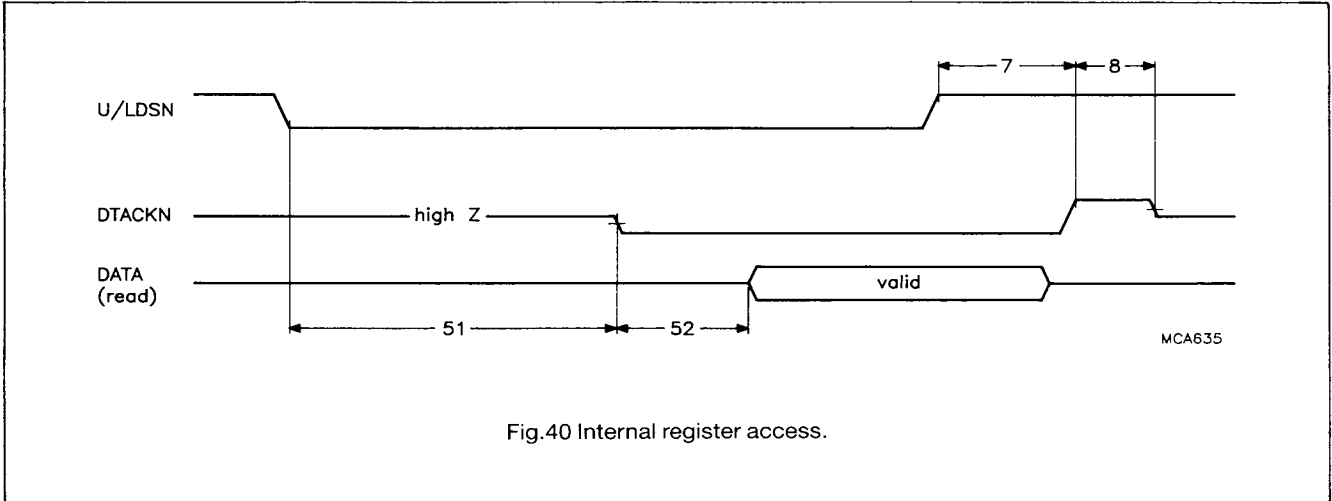 7
8
U/LDSN
DTACKN
high Z
DATA
(read)
valid
51
52
MCA635
Fig.40 Internal register access.